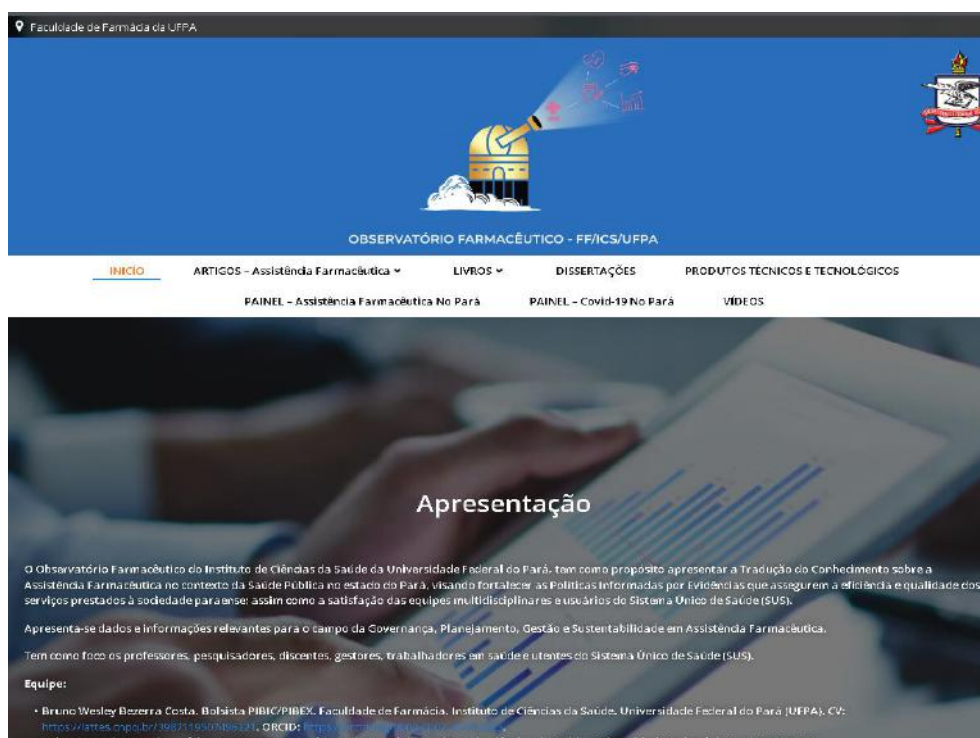 Faculdade de Farmácia da UFPA
OBSERVATÓRIO FARMACÊUTICO - FF/ICS/UFPA
INÍCIO ARTIGOS – Assistência Farmacêutica LIVROS DISSERTAÇÕES PRODUTOS TÉCNICOS E TECNOLÓGICOS
PAINEL – Assistência Farmacêutica No Pará PAINEL – Covid-19 No Pará VÍDEOS
Apresentação
O Observatório Farmacêutico do Instituto de Ciências da Saúde da Universidade Federal do Pará, tem como propósito apresentar a Tradução do Conhecimento sobre a
Assistência Farmacêutica no contexto da Saúde Pública no estado do Pará, visando fortalecer as Políticas Informadas por Evidências que assegurem a eficiência e qualidade dos
serviços prestados à sociedade paraense; assim como a satisfação das equipes multidisciplinares e usuários do Sistema Único de Saúde (SUS).
Apresenta-se dados e informações relevantes para o campo da Governança, Planejamento, Gestão e Sustentabilidade em Assistência Farmacêutica.
Tem como foco os professores, pesquisadores, discentes, gestores, trabalhadores em saúde e utentes do Sistema Único de Saúde (SUS).
Equipe:
• Bruno Wesley Bezerra Costa. Bolsista PIBIC/PIBEX. Faculdade de Farmácia. Instituto de Ciências da Saúde. Universidade Federal do Pará (UFPA). CV:
ORCID: